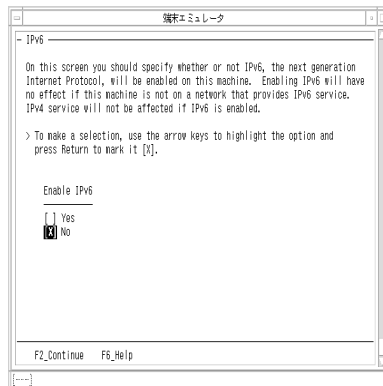 端末エミュレータ
- IPv6
On this screen you should specify whether or not IPv6, the next generation
Internet Protocol, will be enabled on this machine.  Enabling IPv6 will have
no effect if this machine is not on a network that provides IPv6 service.
IPv4 service will not be affected if IPv6 is enabled.
> To make a selection, use the arrow keys to highlight the option and
press Return to mark it [X].
Enable IPv6
[ ] Yes
[X] No
F2_Continue    F6_Help
[---]